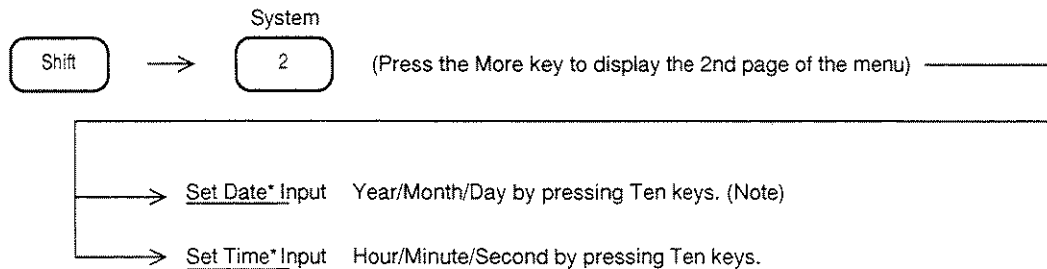 System
Shift 2 (Press the More key to display the 2nd page of the menu)
Set Date* Input Year/Month/Day by pressing Ten keys. (Note)
Set Time* Input Hour/Minute/Second by pressing Ten keys.